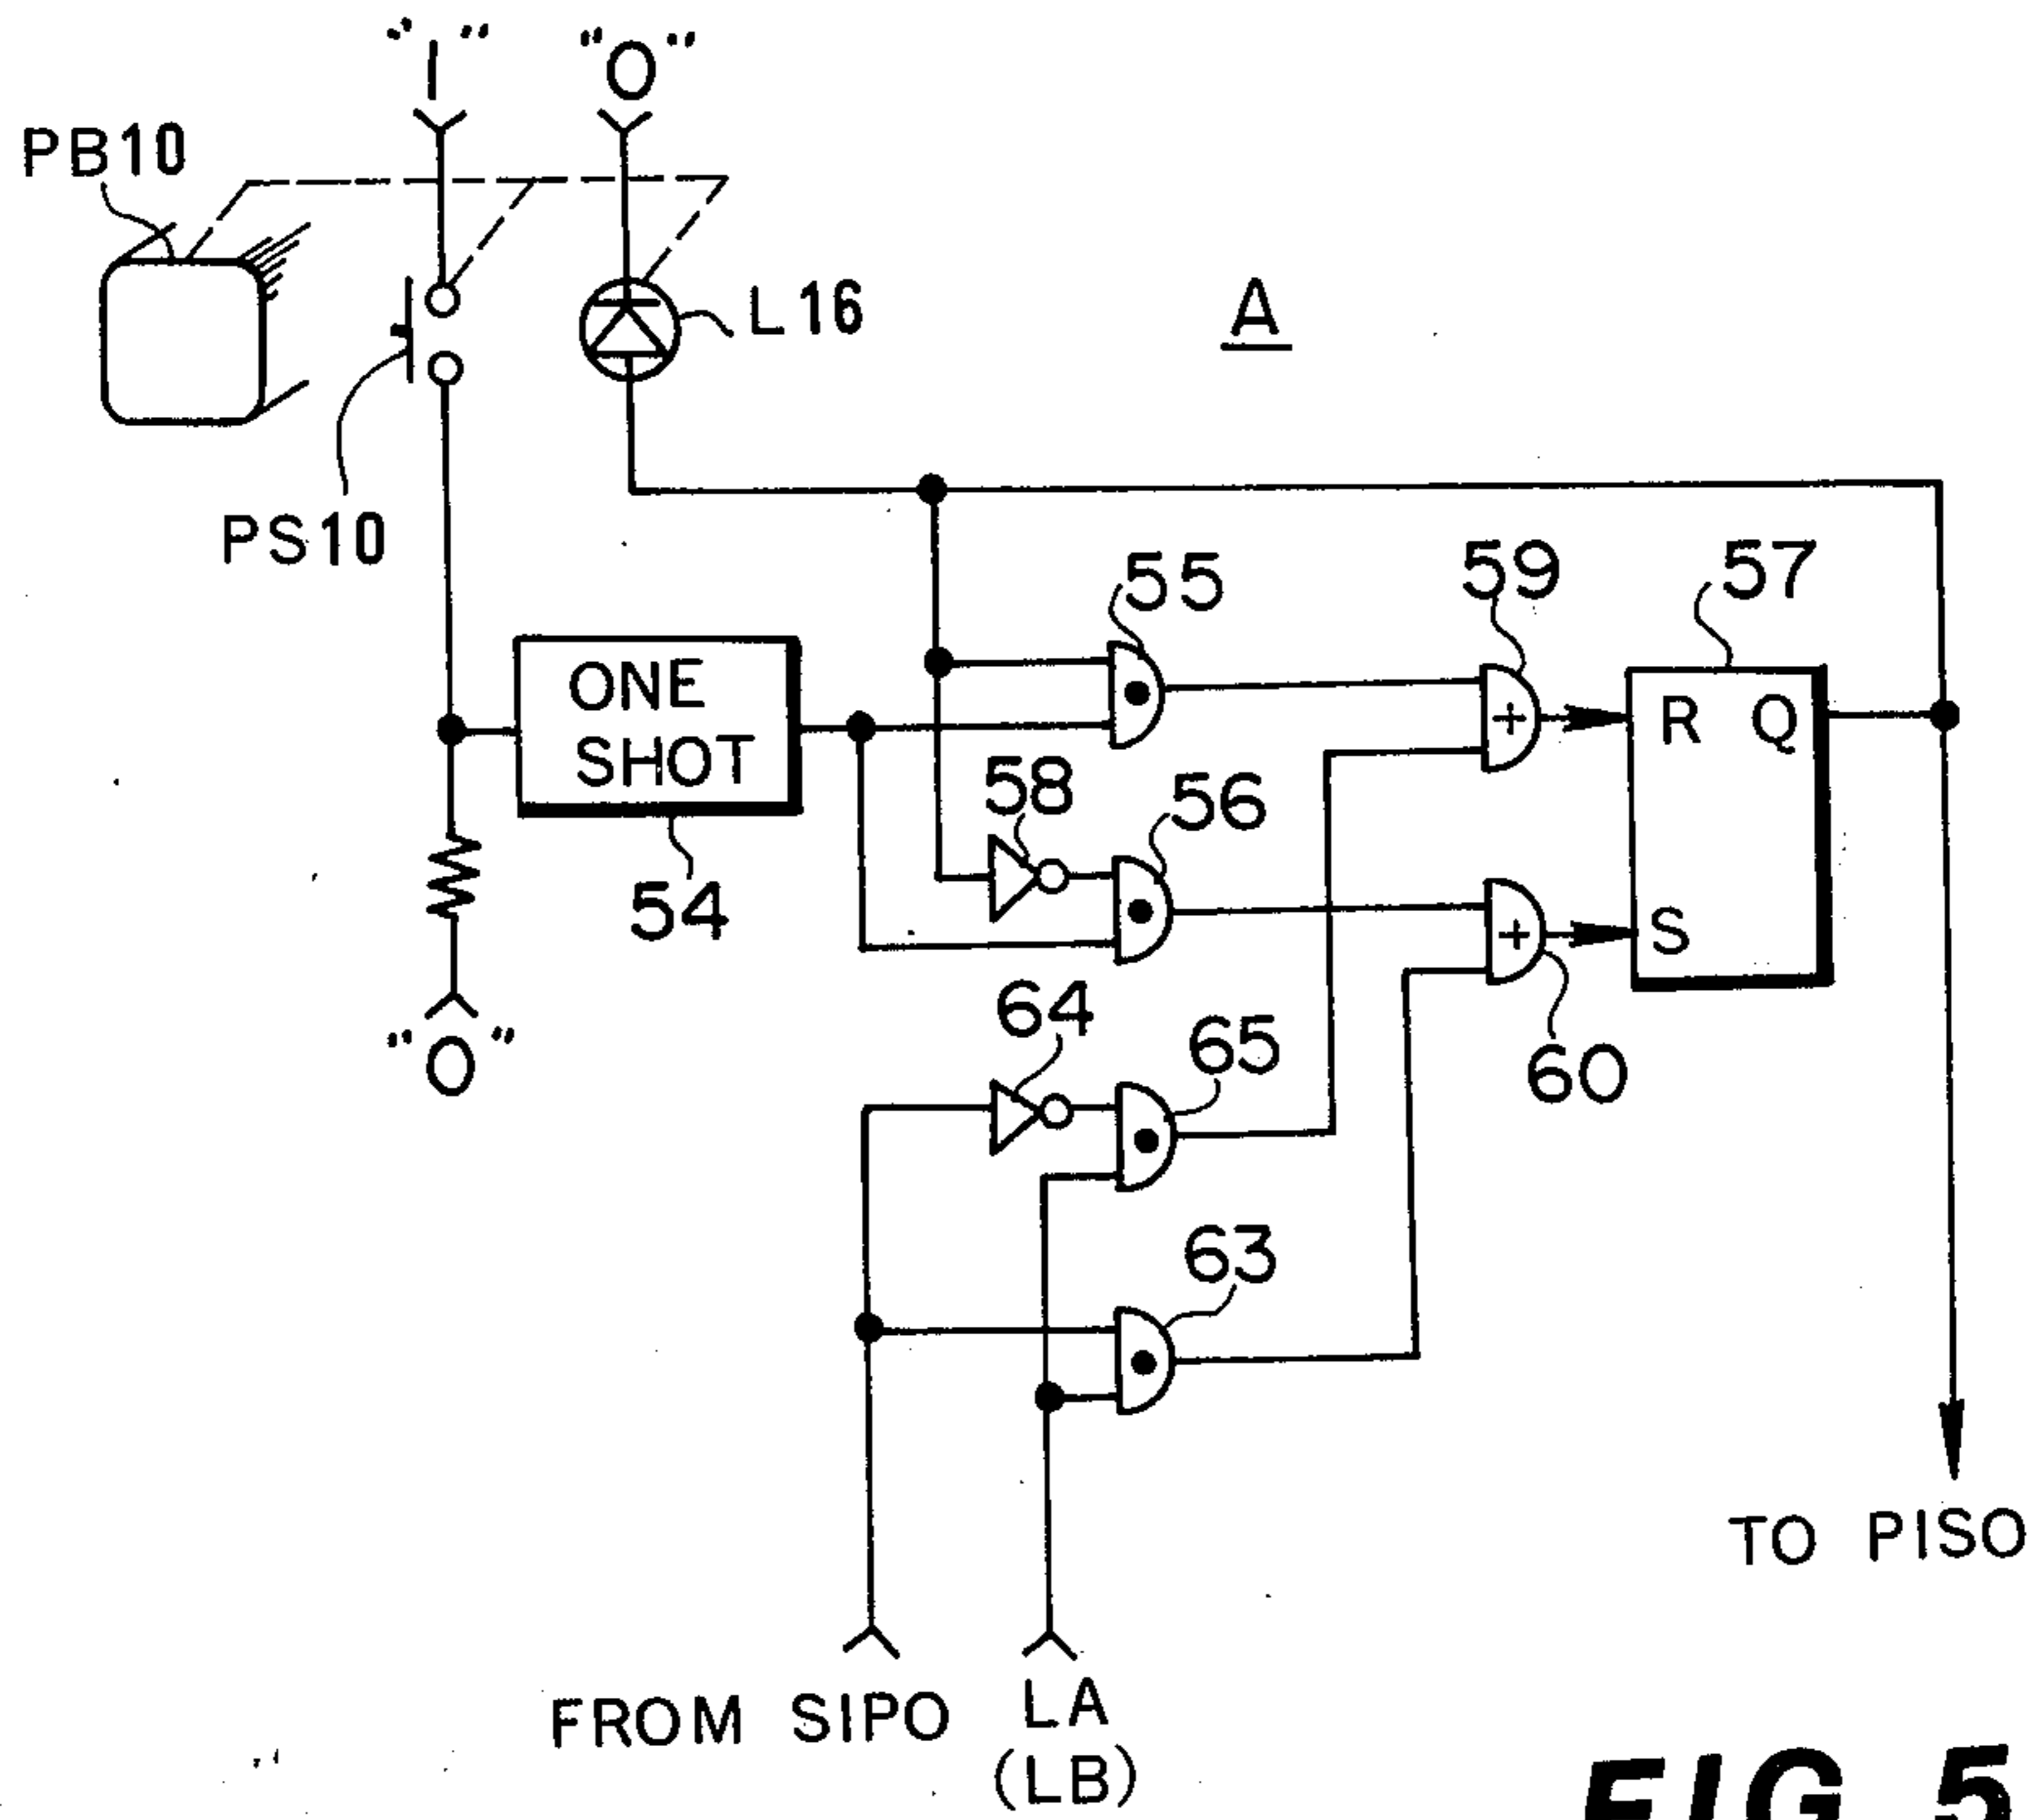 "1"
"0"
PB10
L16
A
PS10
55
59
57
ONE
SHOT
R
Q
58
56
54
S
"0"
64
65
60
63
TO PISO
FROM SIPO
LA
(LB)
FIG 5